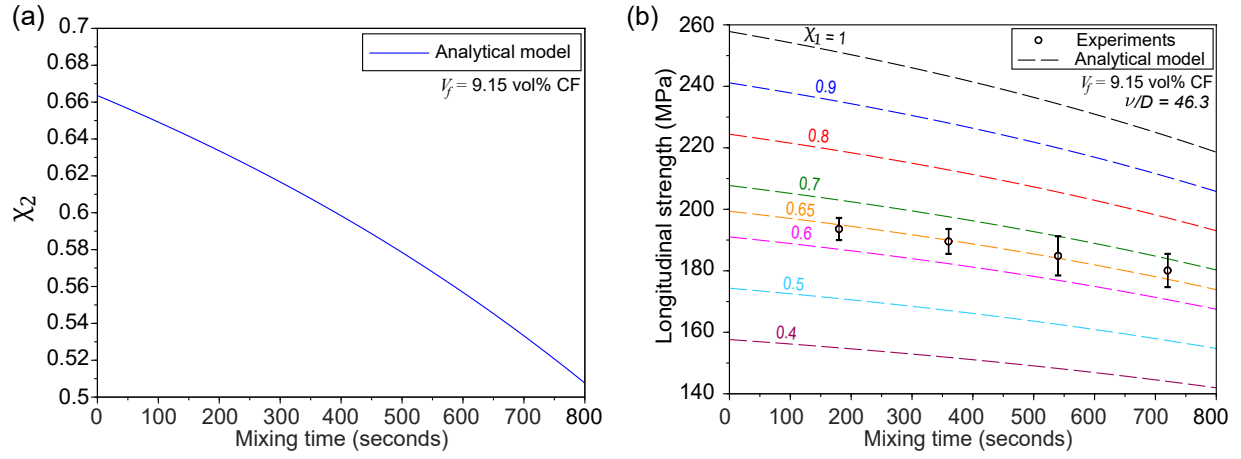 (a)
0.7
0.68
0.66
0.64
0.62
0.6
0.58
0.56
0.54
0.52
0.5
χ2
Analytical model
Vf = 9.15 vol% CF
0 100 200 300 400 500 600 700 800
Mixing time (seconds)
(b)
260
240
220
200
180
160
140
Longitudinal strength (MPa)
χ1 = 1
0.9
0.8
0.7
0.65
0.6
0.5
0.4
Experiments
Analytical model
Vf = 9.15 vol% CF
ν/D = 46.3
0 100 200 300 400 500 600 700 800
Mixing time (seconds)